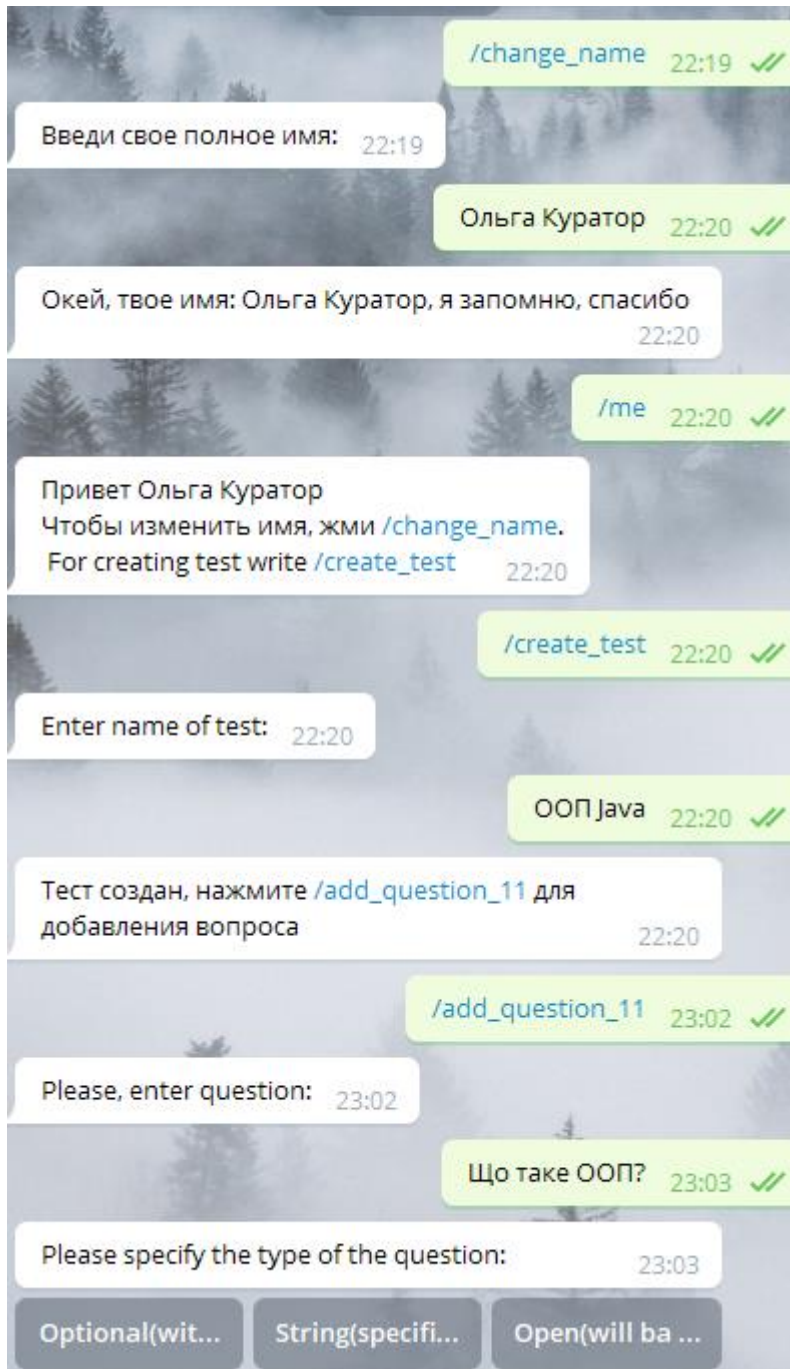 /change_name 22:19
Введи свое полное имя: 22:19
Ольга Куратор 22:20
Окей, твое имя: Ольга Куратор, я запомню, спасибо
22:20
/me 22:20
Привет Ольга Куратор
Чтобы изменить имя, жми /change_name.
For creating test write /create_test 22:20
/create_test 22:20
Enter name of test: 22:20
ООП Java 22:20
Тест создан, нажмите /add_question_11 для
добавления вопроса 22:20
/add_question_11 23:02
Please, enter question: 23:02
Що таке ООП? 23:03
Please specify the type of the question: 23:03
Optional(wit... String(specifi... Open(will ba ...